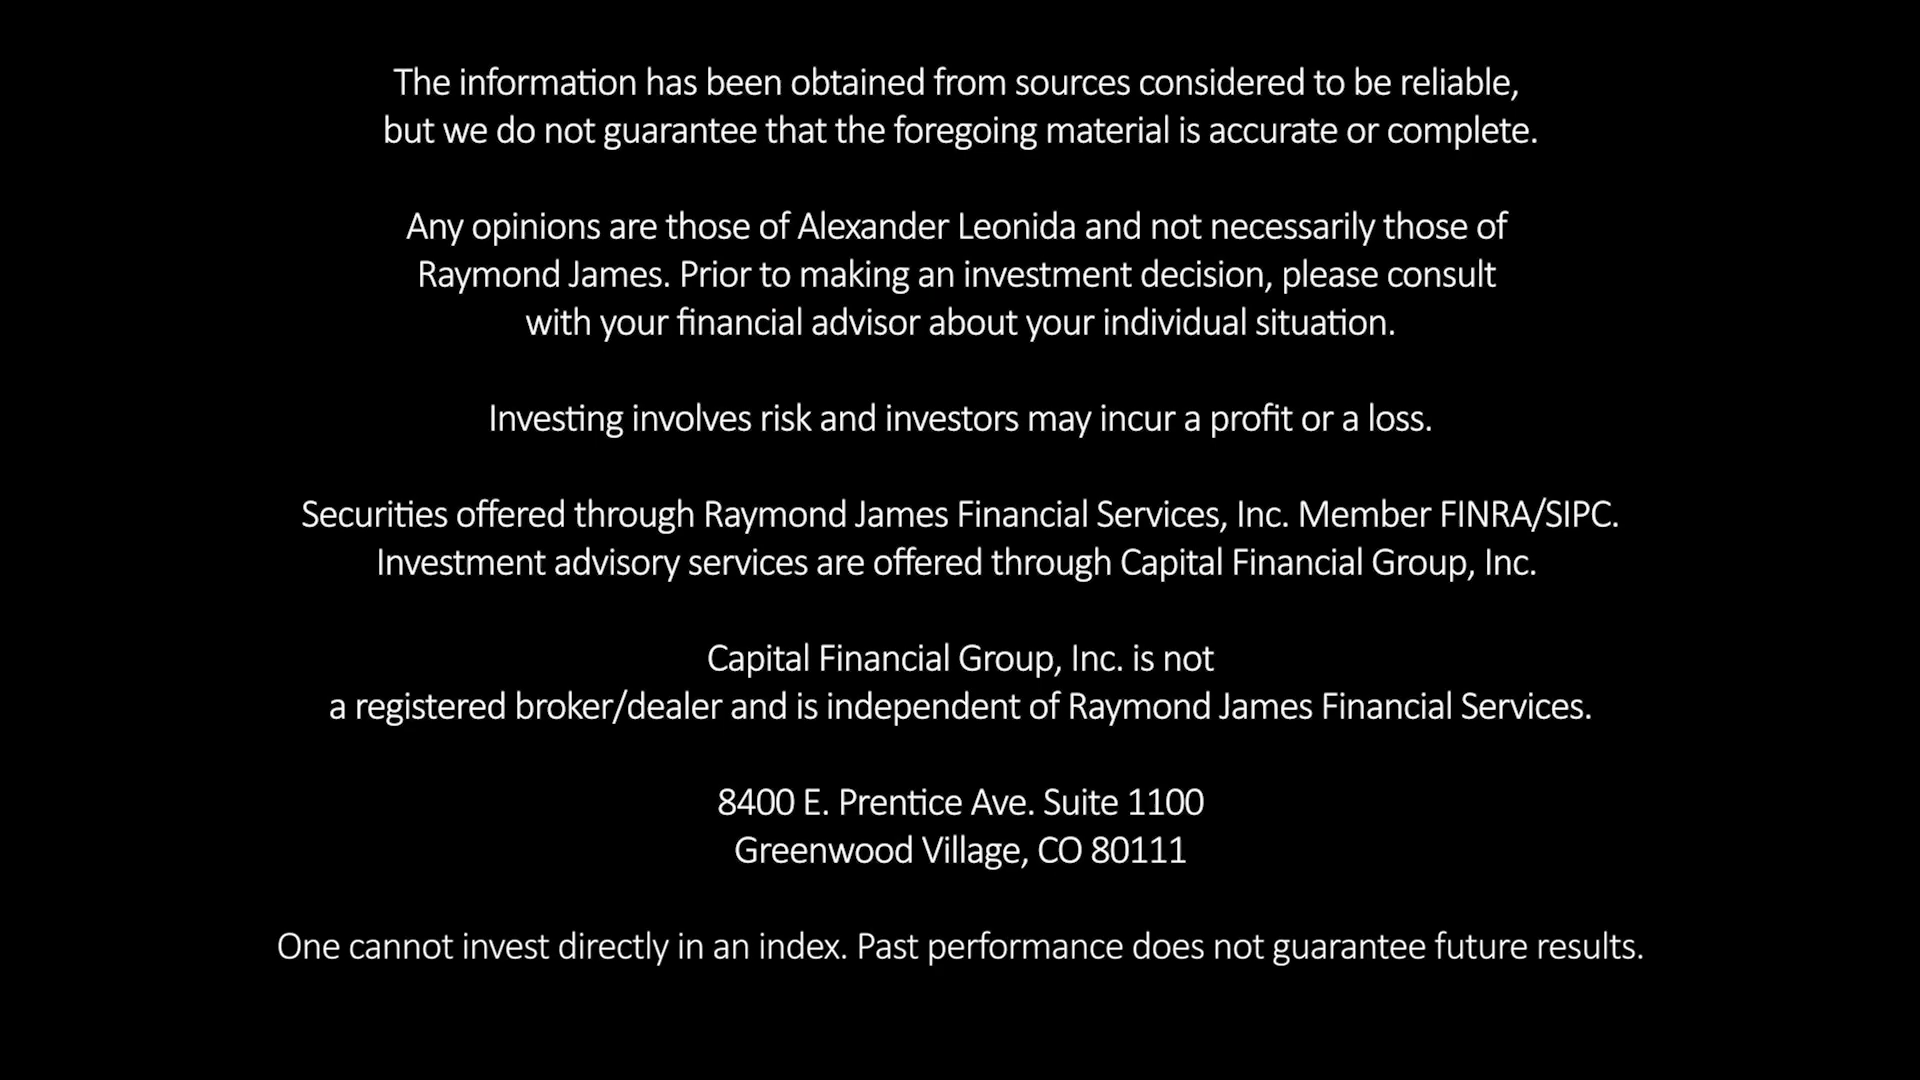 The information has been obtained from sources considered to be reliable,
but we do not guarantee that the foregoing material is accurate or complete.
Any opinions are those of Alexander Leonida and not necessarily those of
Raymond James. Prior to making an investment decision, please consult
with your financial advisor about your individual situation.
Investing involves risk and investors may incur a profit or a loss.
Securities offered through Raymond James Financial Services, Inc. Member FINRA/SIPC.
Investment advisory services are offered through Capital Financial Group, Inc.
Capital Financial Group, Inc. is not
a registered broker/dealer and is independent of Raymond James Financial Services.
8400 E. Prentice Ave. Suite 1100
Greenwood Village, CO 80111
One cannot invest directly in an index. Past performance does not guarantee future results.